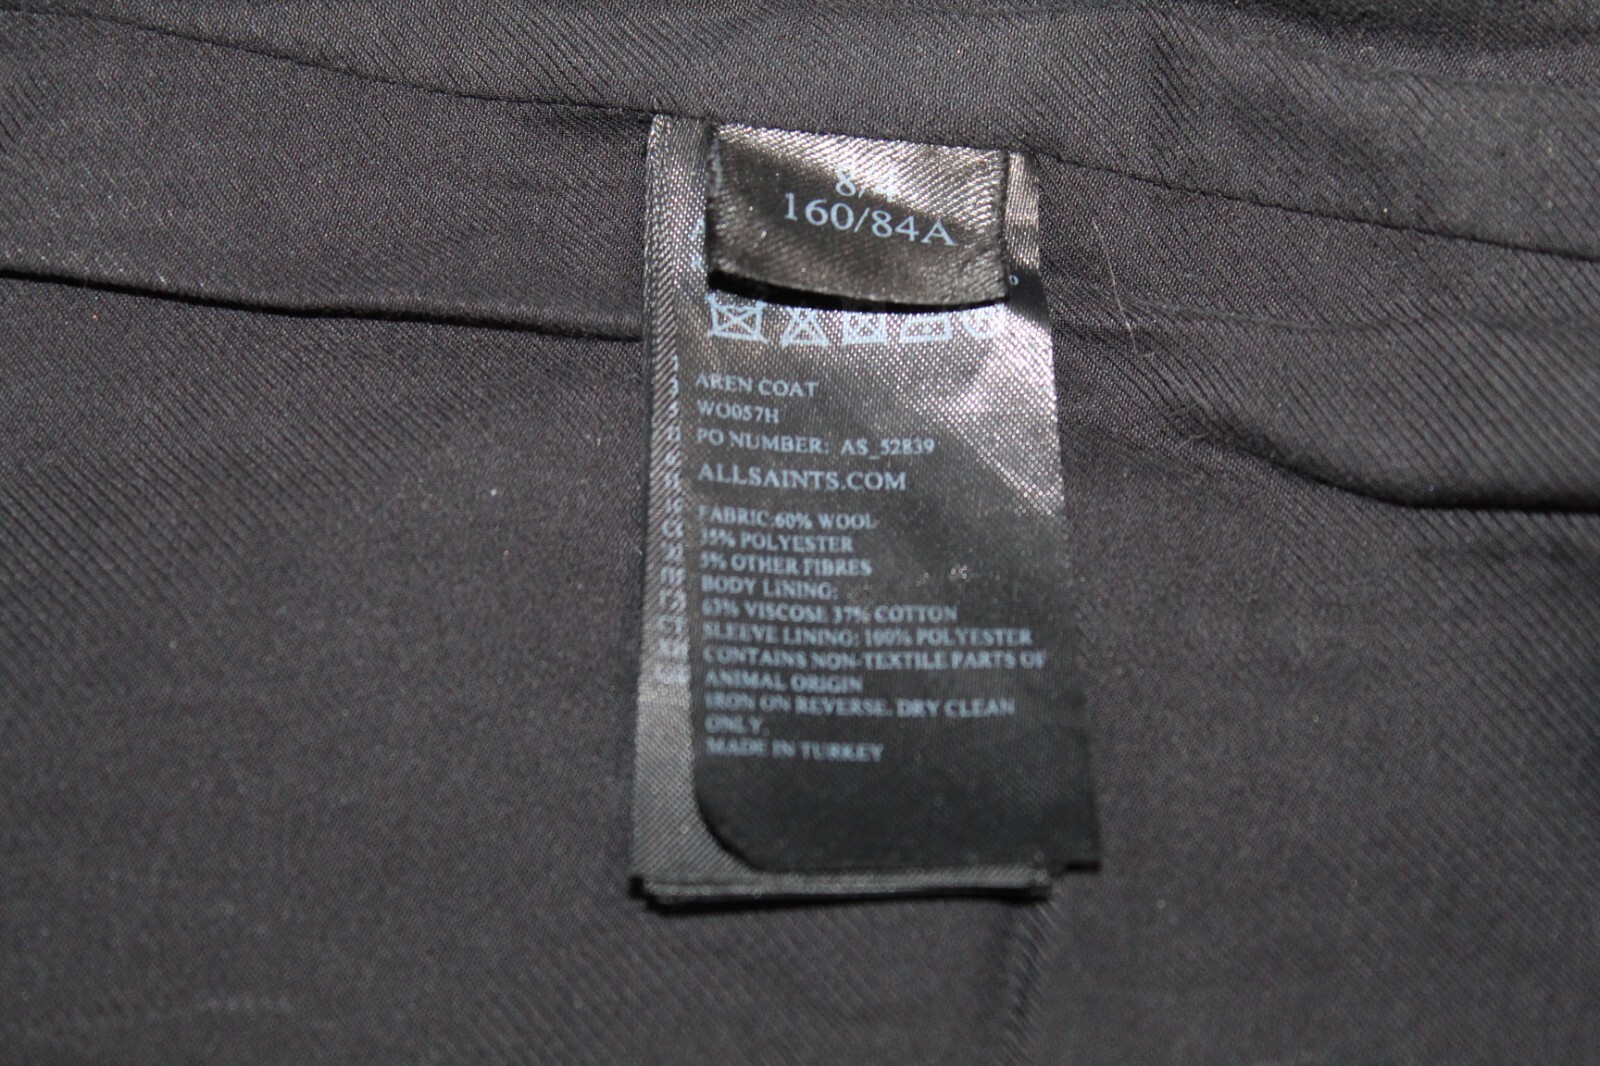 8/4
160/84A
AREN COAT
WO057H
PO NUMBER: AS_52839
ALLSAINTS.COM
FABRIC:60% WOOL
35% POLYESTER
5% OTHER FIBRES
BODY LINING:
63% VISCOSE 37% COTTON
SLEEVE LINING: 100% POLYESTER
CONTAINS NON-TEXTILE PARTS OF
ANIMAL ORIGIN
IRON ON REVERSE. DRY CLEAN
ONLY.
MADE IN TURKEY